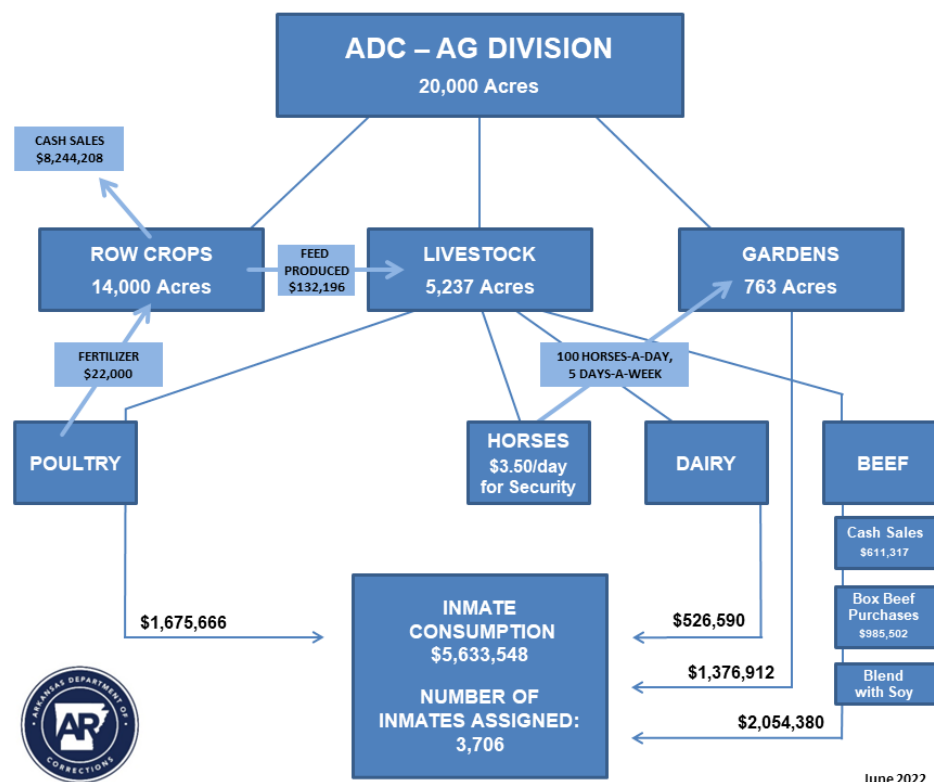 ADC – AG DIVISION
20,000 Acres
CASH SALES
$8,244,208
ROW CROPS
14,000 Acres
FEED
PRODUCED
$132,196
LIVESTOCK
5,237 Acres
GARDENS
763 Acres
FERTILIZER
$22,000
100 HORSES-A-DAY,
5 DAYS-A-WEEK
POULTRY
HORSES
$3.50/day
for Security
DAIRY
BEEF
Cash Sales
$611,317
Box Beef
Purchases
$985,502
Blend
with Soy
$1,675,666
INMATE
CONSUMPTION
$5,633,548
NUMBER OF
INMATES ASSIGNED:
3,706
$526,590
$1,376,912
$2,054,380
ARKANSAS DEPARTMENT OF
AR
CORRECTIONS
June 2022